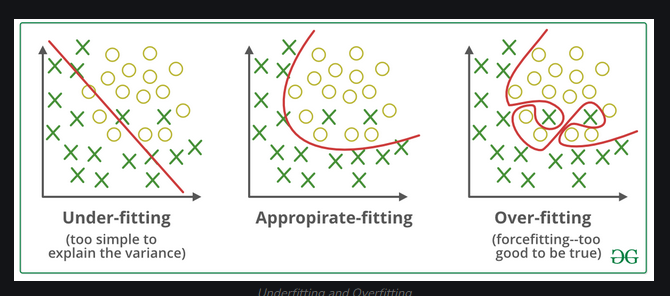 Under-fitting
(too simple to
explain the variance)
Appropirate-fitting
Over-fitting
(forcefitting--too
good to be true)
Underfitting and Overfitting